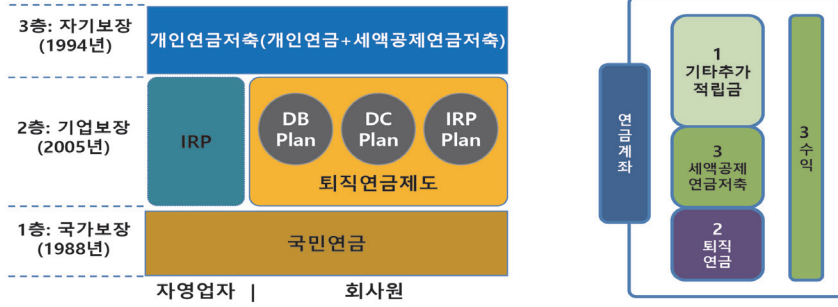 3층: 자기보장
(1994년)
개인연금저축(개인연금+세액공제연금저축)
2층: 기업보장
(2005년)
IRP
DB
Plan
DC
Plan
IRP
Plan
퇴직연금제도
1층: 국가보장
(1988년)
국민연금
자영업자 | 회사원
연금계좌
1
기타추가
적립금
3
세액공제
연금저축
2
퇴직
연금
3
수익